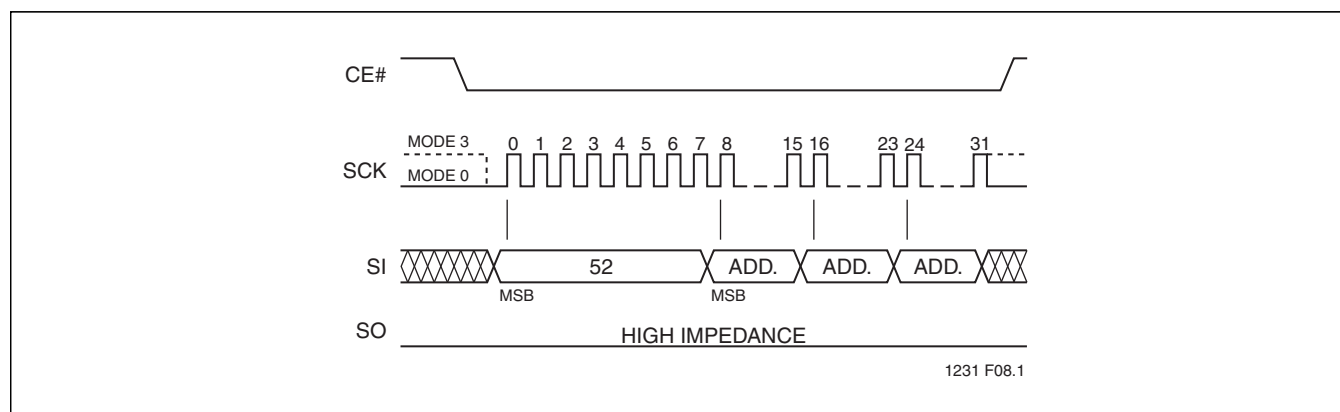 CE#
MODE 3
0 1 2 3 4 5 6 7 8 15 16 23 24 31
SCK
MODE 0
SI
52 ADD. ADD. ADD.
MSB MSB
SO
HIGH IMPEDANCE
1231 F08.1